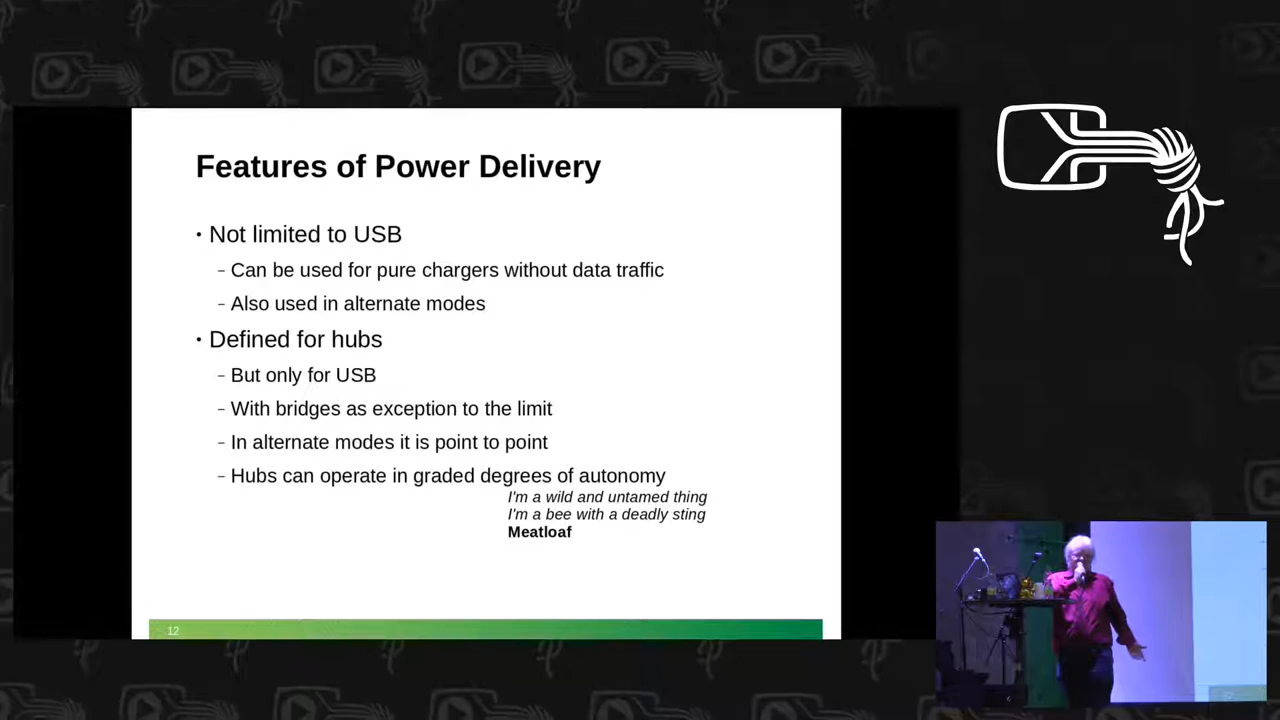 Features of Power Delivery
• Not limited to USB
– Can be used for pure chargers without data traffic
– Also used in alternate modes
• Defined for hubs
– But only for USB
– With bridges as exception to the limit
– In alternate modes it is point to point
– Hubs can operate in graded degrees of autonomy
I'm a wild and untamed thing
I'm a bee with a deadly sting
Meatloaf
12